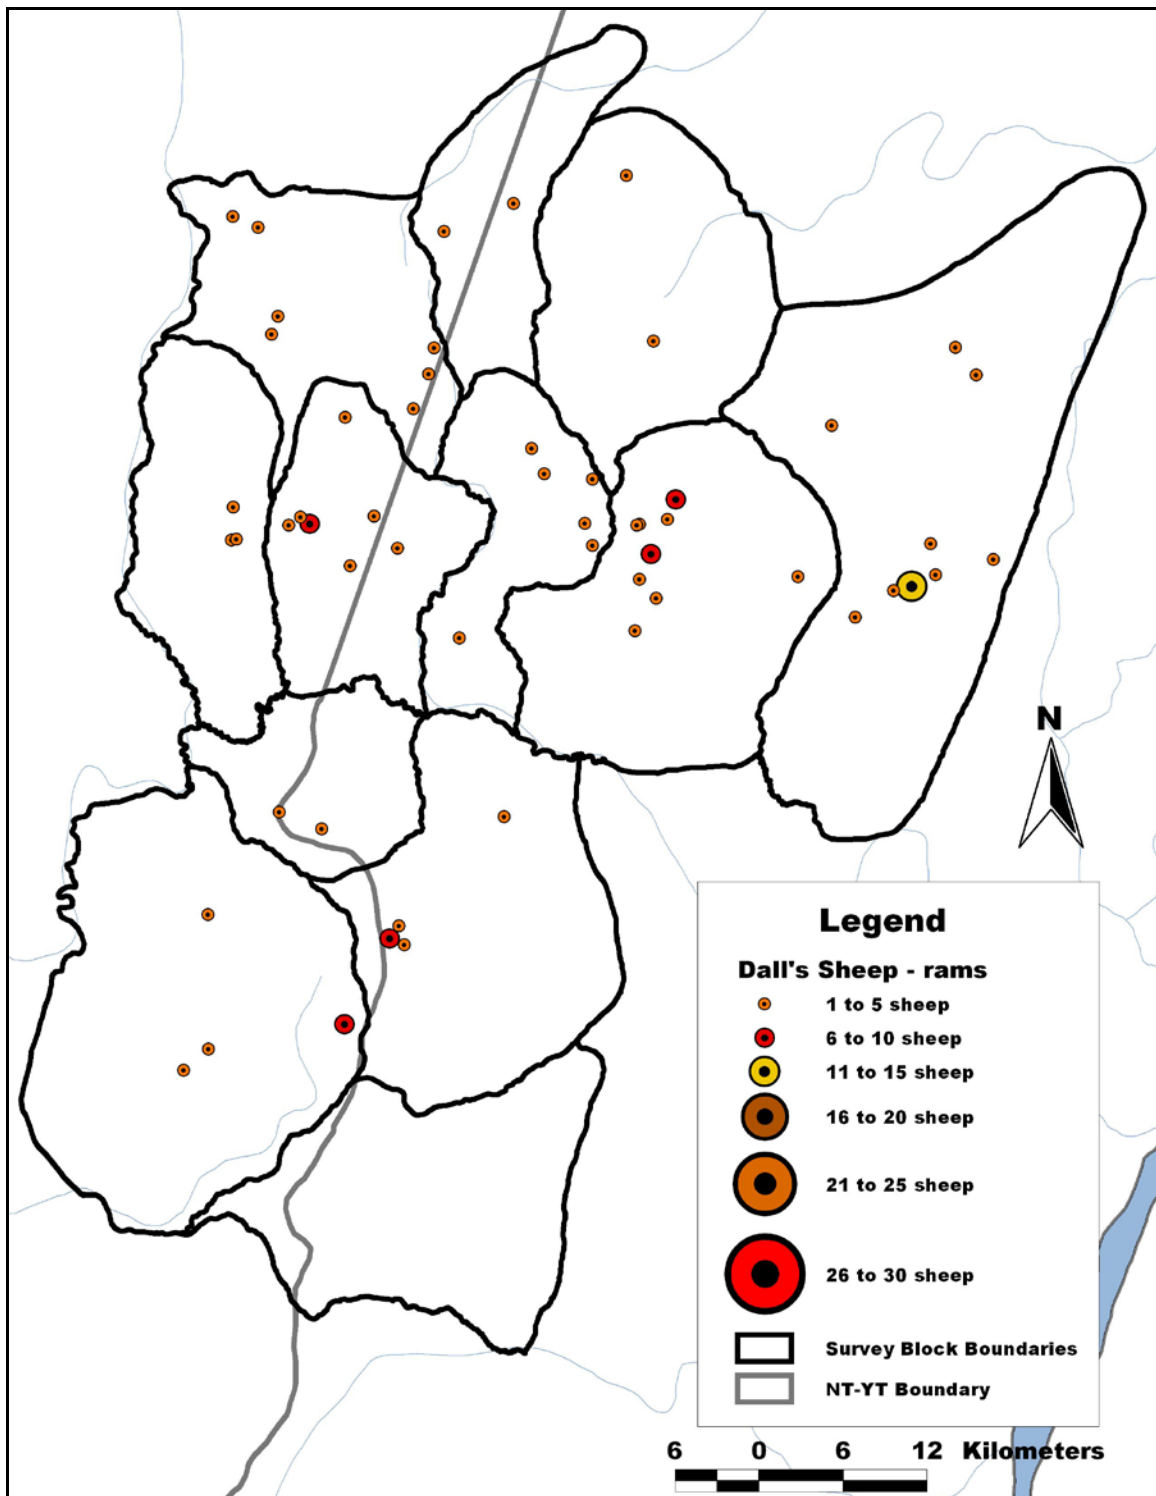 N
Legend
Dall's Sheep - rams
1 to 5 sheep
6 to 10 sheep
11 to 15 sheep
16 to 20 sheep
21 to 25 sheep
26 to 30 sheep
Survey Block Boundaries
NT-YT Boundary
6 0 6 12 Kilometers